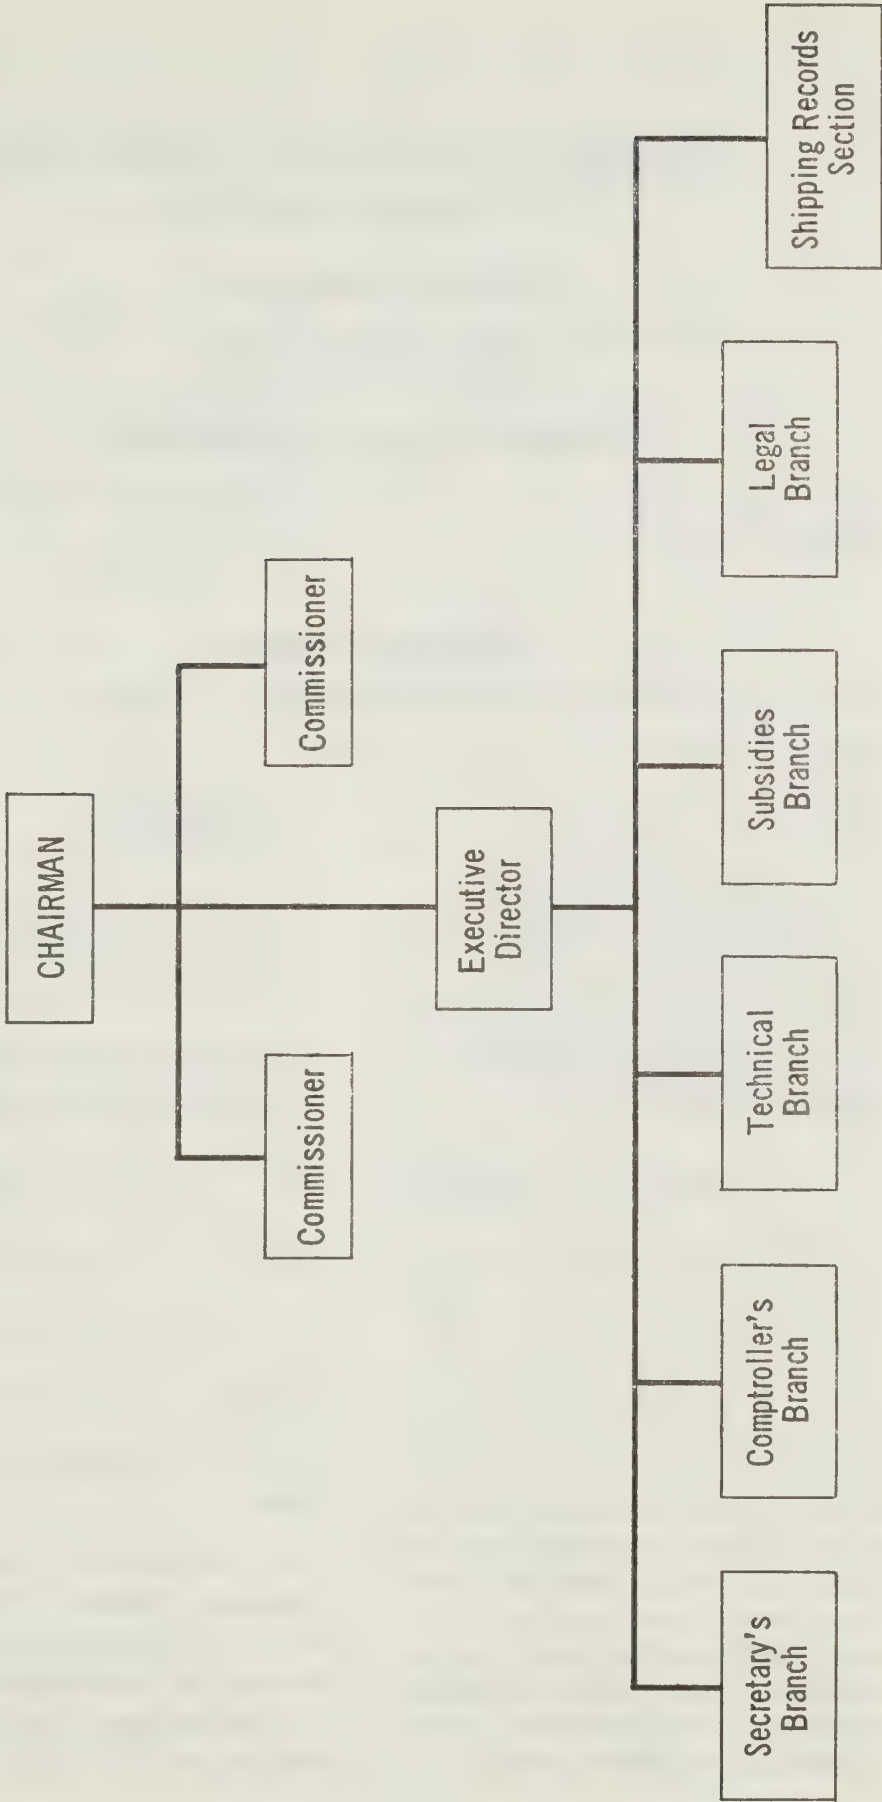 CHAIRMAN
Commissioner
Commissioner
Executive
Director
Secretary's
Branch
Comptroller's
Branch
Technical
Branch
Subsidies
Branch
Legal
Branch
Shipping Records
Section